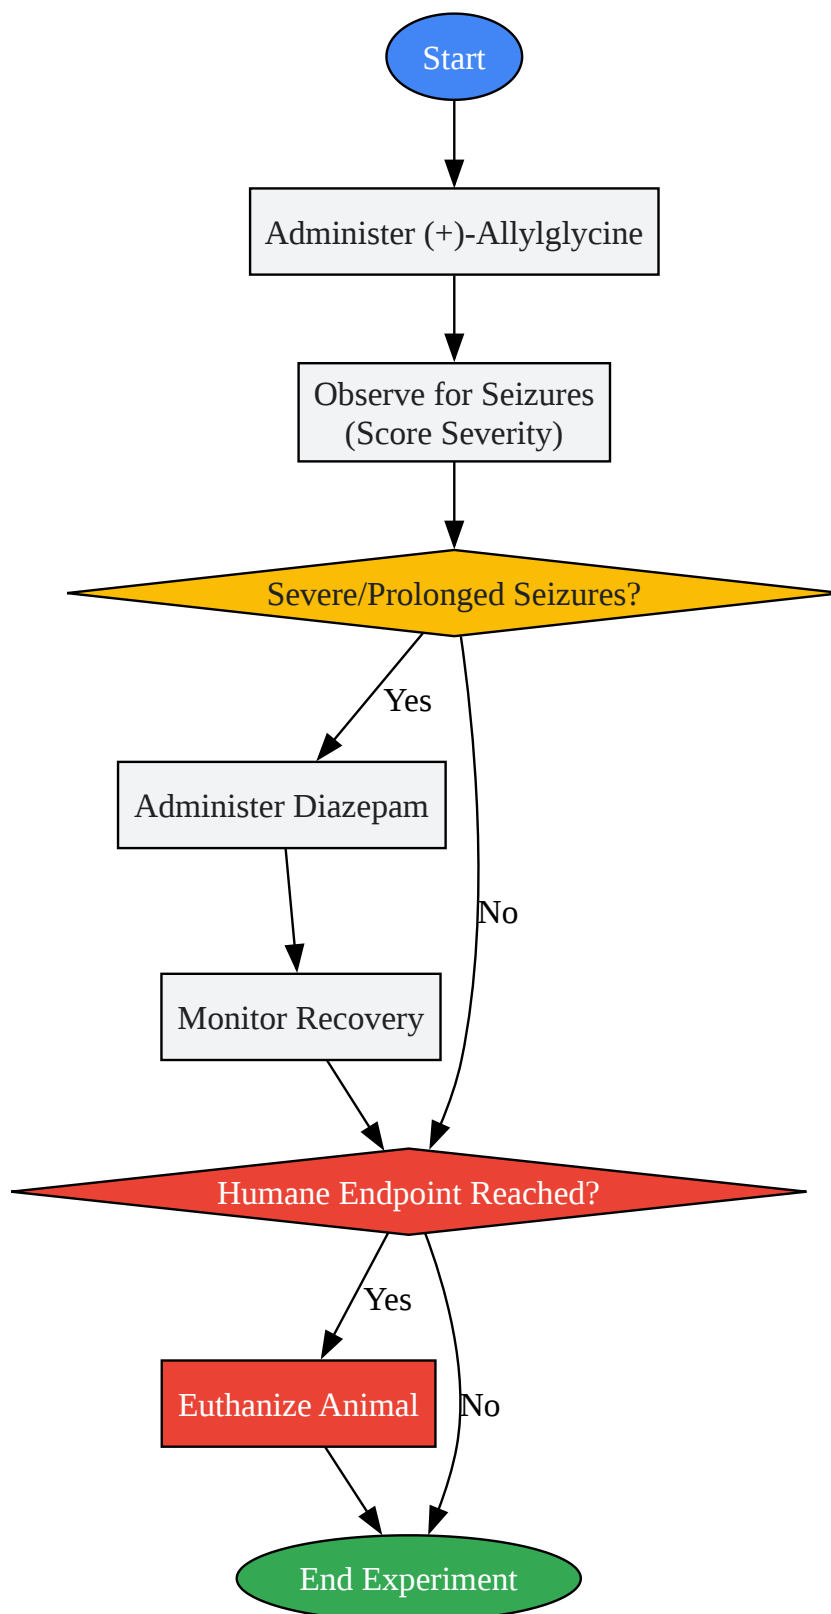 Start
Administer (+)-Allylglycine
Observe for Seizures
(Score Severity)
Severe/Prolonged Seizures?
Yes
Administer Diazepam
No
Monitor Recovery
Humane Endpoint Reached?
Yes
Euthanize Animal
No
End Experiment